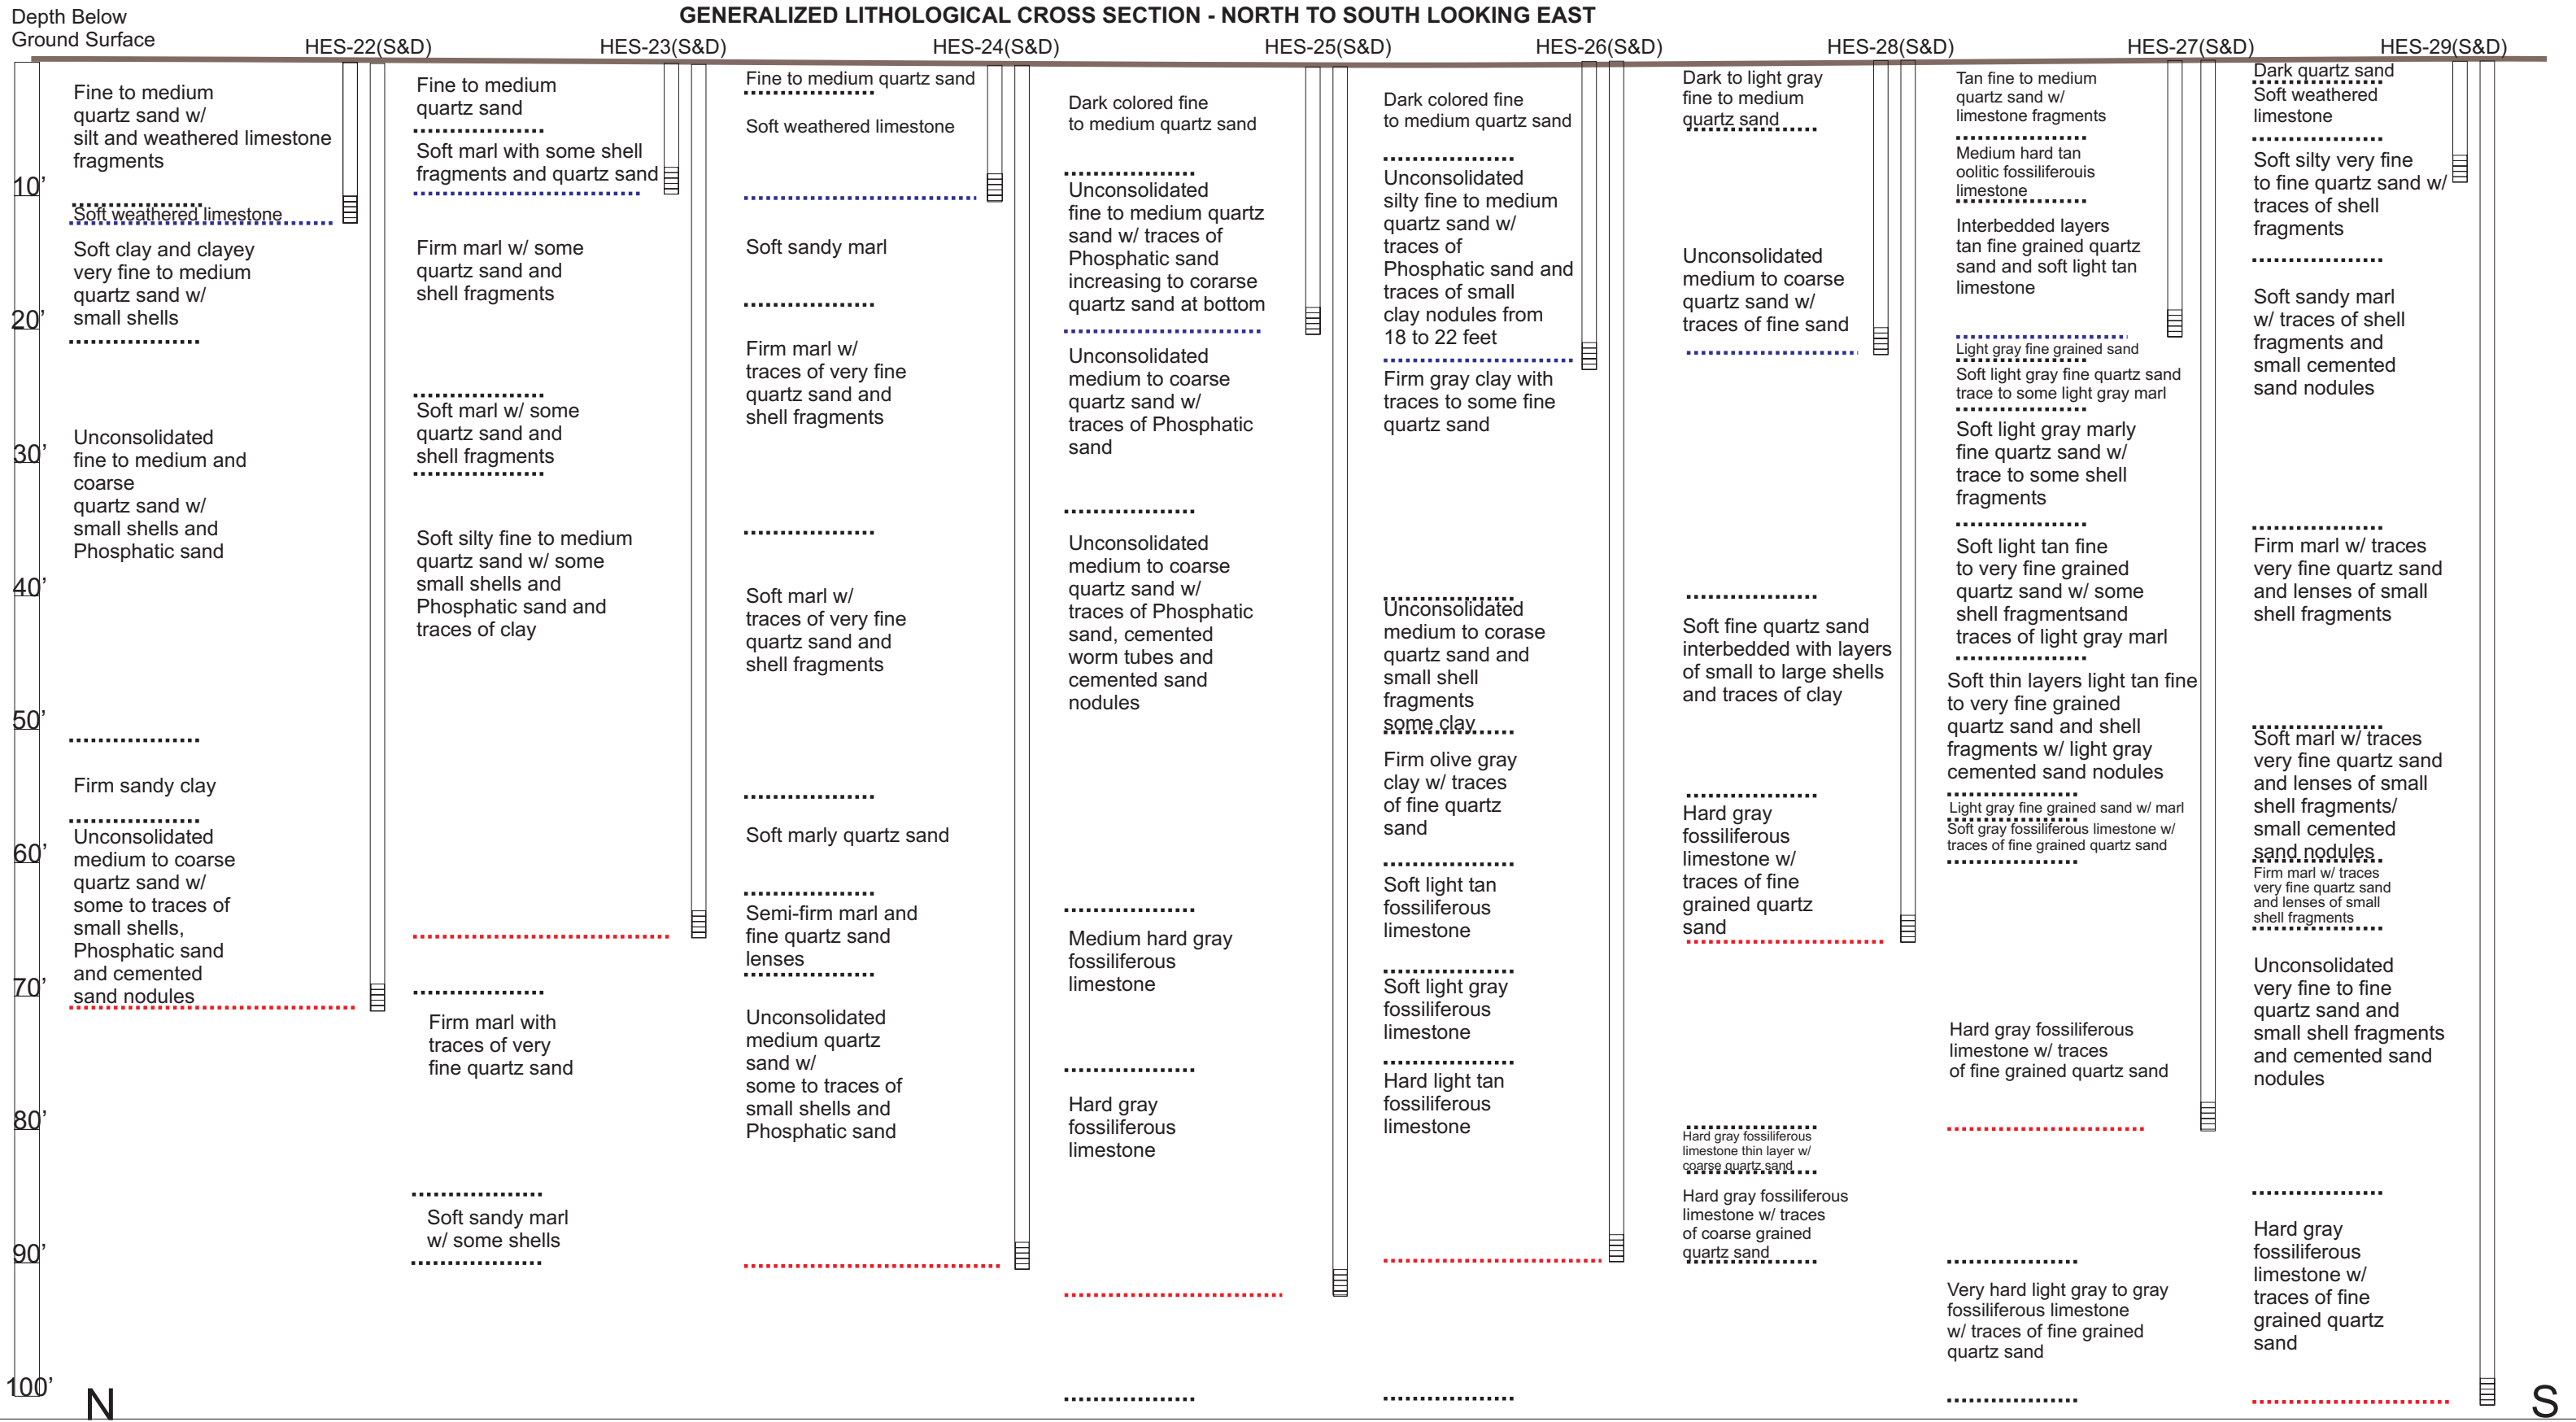 GENERALIZED LITHOLOGICAL CROSS SECTION - NORTH TO SOUTH LOOKING EAST
Depth Below
Ground Surface
10’
20’
30’
40’
50’
60’
70’
80’
90’
100’
N
HES-22(S&D)
Fine to medium
quartz sand w/
silt and weathered limestone
fragments
Soft weathered limestone
Soft clay and clayey
very fine to medium
quartz sand w/
small shells
Unconsolidated
fine to medium and
coarse
quartz sand w/
small shells and
Phosphatic sand
Firm sandy clay
Unconsolidated
medium to coarse
quartz sand w/
some to traces of
small shells,
Phosphatic sand
and cemented
sand nodules
HES-23(S&D)
Fine to medium
quartz sand
Soft marl with some shell
fragments and quartz sand
Firm marl w/ some
quartz sand and
shell fragments
Soft marl w/ some
quartz sand and
shell fragments
Soft silty fine to medium
quartz sand w/ some
small shells and
Phosphatic sand and
traces of clay
Firm marl with
traces of very
fine quartz sand
Soft sandy marl
w/ some shells
HES-24(S&D)
Fine to medium quartz sand
Soft weathered limestone
Soft sandy marl
Firm marl w/
traces of very fine
quartz sand and
shell fragments
Soft marl w/
traces of very fine
quartz sand and
shell fragments
Soft marly quartz sand
Semi-firm marl and
fine quartz sand
lenses
Unconsolidated
medium quartz
sand w/
some to traces of
small shells and
Phosphatic sand
HES-25(S&D)
Dark colored fine
to medium quartz sand
Unconsolidated
fine to medium quartz
sand w/ traces of
Phosphatic sand
increasing to corarse
quartz sand at bottom
Unconsolidated
medium to coarse
quartz sand w/
traces of Phosphatic
sand
Unconsolidated
medium to coarse
quartz sand w/
traces of Phosphatic
sand, cemented
worm tubes and
cemented sand
nodules
Medium hard gray
fossiliferous
limestone
Hard gray
fossiliferous
limestone
HES-26(S&D)
Dark colored fine
to medium quartz sand
Unconsolidated
silty fine to medium
quartz sand w/
traces of
Phosphatic sand and
traces of small
clay nodules from
18 to 22 feet
Firm gray clay with
traces to some fine
quartz sand
Unconsolidated
medium to corase
quartz sand and
small shell
fragments
some clay
Firm olive gray
clay w/ traces
of fine quartz
sand
Soft light tan
fossiliferous
limestone
Soft light gray
fossiliferous
limestone
Hard light tan
fossiliferous
limestone
HES-28(S&D)
Dark to light gray
fine to medium
quartz sand
Unconsolidated
medium to coarse
quartz sand w/
traces of fine sand
Soft fine quartz sand
interbedded with layers
of small to large shells
and traces of clay
Hard gray
fossiliferous
limestone w/
traces of fine
grained quartz
sand
Hard gray fossiliferous
limestone thin layer w/
coarse quartz sand
Hard gray fossiliferous
limestone w/ traces
of coarse grained
quartz sand
HES-27(S&D)
Tan fine to medium
quartz sand w/
limestone fragments
Medium hard tan
oolitic fossiliferouis
limestone
Interbedded layers
tan fine grained quartz
sand and soft light tan
limestone
Light gray fine grained sand
Soft light gray fine quartz sand
trace to some light gray marl
Soft light gray marly
fine quartz sand w/
trace to some shell
fragments
Soft light tan fine
to very fine grained
quartz sand w/ some
shell fragmentsand
traces of light gray marl
Soft thin layers light tan fine
to very fine grained
quartz sand and shell
fragments w/ light gray
cemented sand nodules
Light gray fine grained sand w/ marl
Soft gray fossiliferous limestone w/
traces of fine grained quartz sand
Hard gray fossiliferous
limestone w/ traces
of fine grained quartz sand
Very hard light gray to gray
fossiliferous limestone
w/ traces of fine grained
quartz sand
HES-29(S&D)
Dark quartz sand
Soft weathered
limestone
Soft silty very fine
to fine quartz sand w/
traces of shell
fragments
Soft sandy marl
w/ traces of shell
fragments and
small cemented
sand nodules
Firm marl w/ traces
very fine quartz sand
and lenses of small
shell fragments
Soft marl w/ traces
very fine quartz sand
and lenses of small
shell fragments/
small cemented
sand nodules
Firm marl w/ traces
very fine quartz sand
and lenses of small
shell fragments
Unconsolidated
very fine to fine
quartz sand and
small shell fragments
and cemented sand
nodules
Hard gray
fossiliferous
limestone w/
traces of fine
grained quartz
sand
S